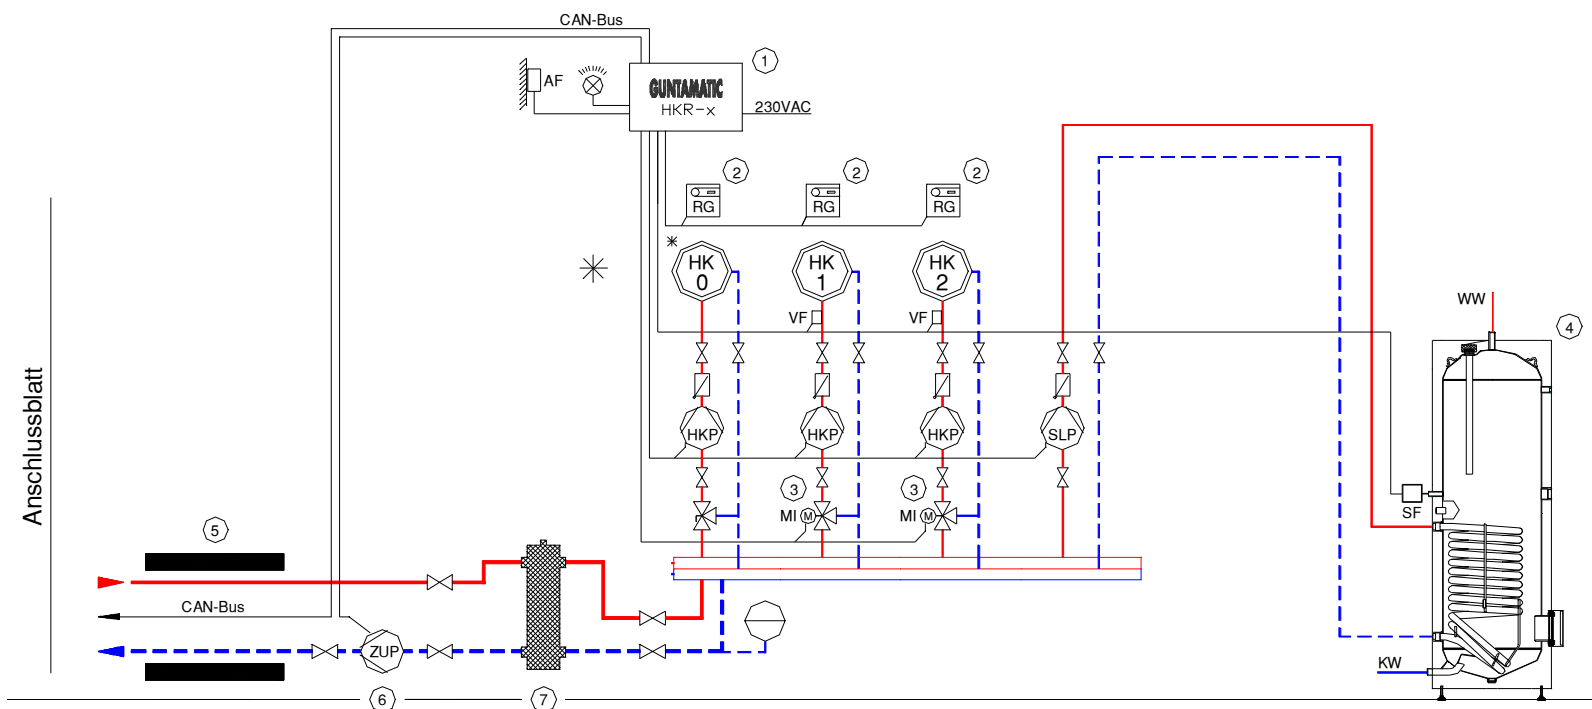 CAN-Bus
1
AF
GUNTAMATIC
HKR-x
230VAC
2
2
2
RG
RG
RG
*
HK
0
HK
1
HK
2
*
WW
VF
VF
4
Anschlussblatt
HKP
HKP
HKP
SLP
3
3
MI
M
MI
M
SF
5
CAN-Bus
ZUP
KW
6
7